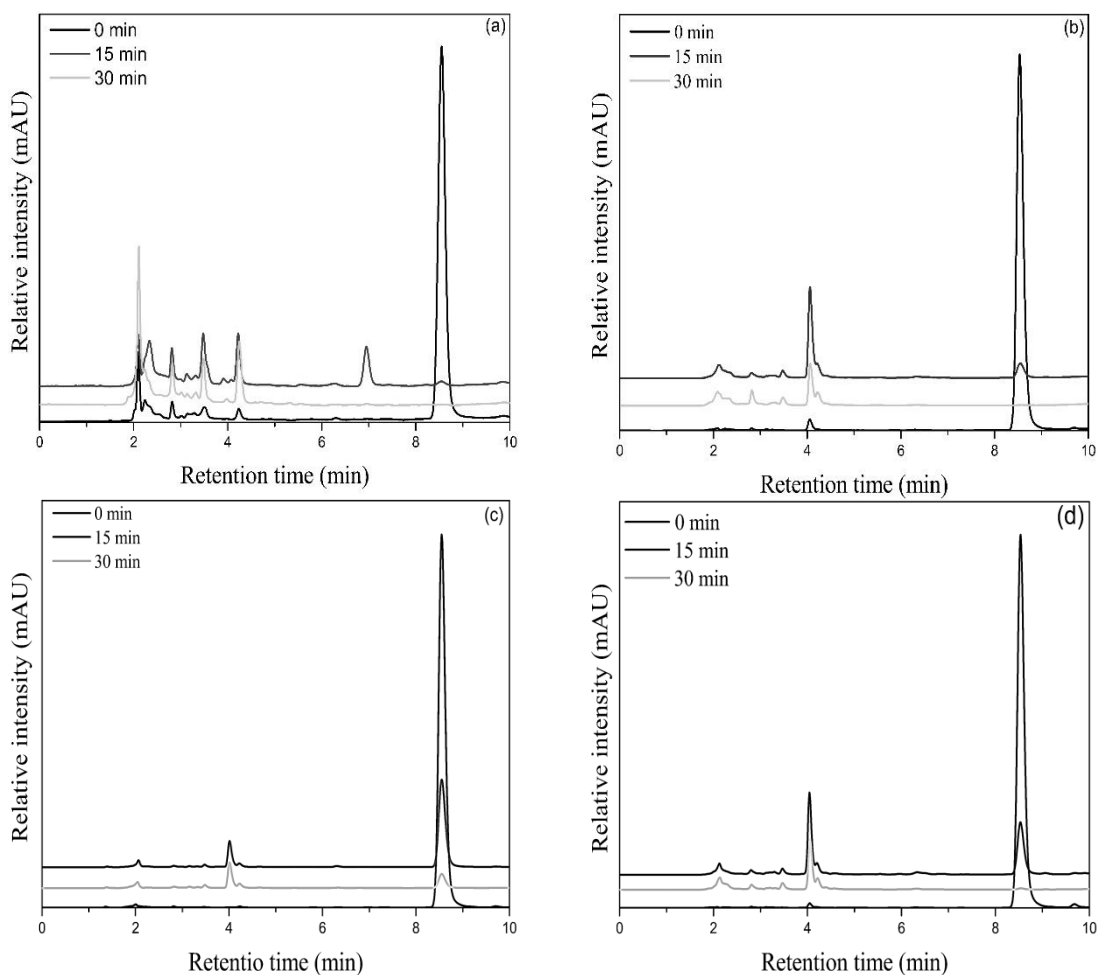 (a)
0 min
15 min
30 min
Relative intensity (mAU)
0 2 4 6 8 10
Retention time (min)
(b)
0 min
15 min
30 min
Relative intensity (mAU)
0 2 4 6 8 10
Retention time (min)
(c)
0 min
15 min
30 min
Relative intensity (mAU)
0 2 4 6 8 10
Retentio time (min)
(d)
0 min
15 min
30 min
Relative intensity (mAU)
0 2 4 6 8 10
Retention time (min)